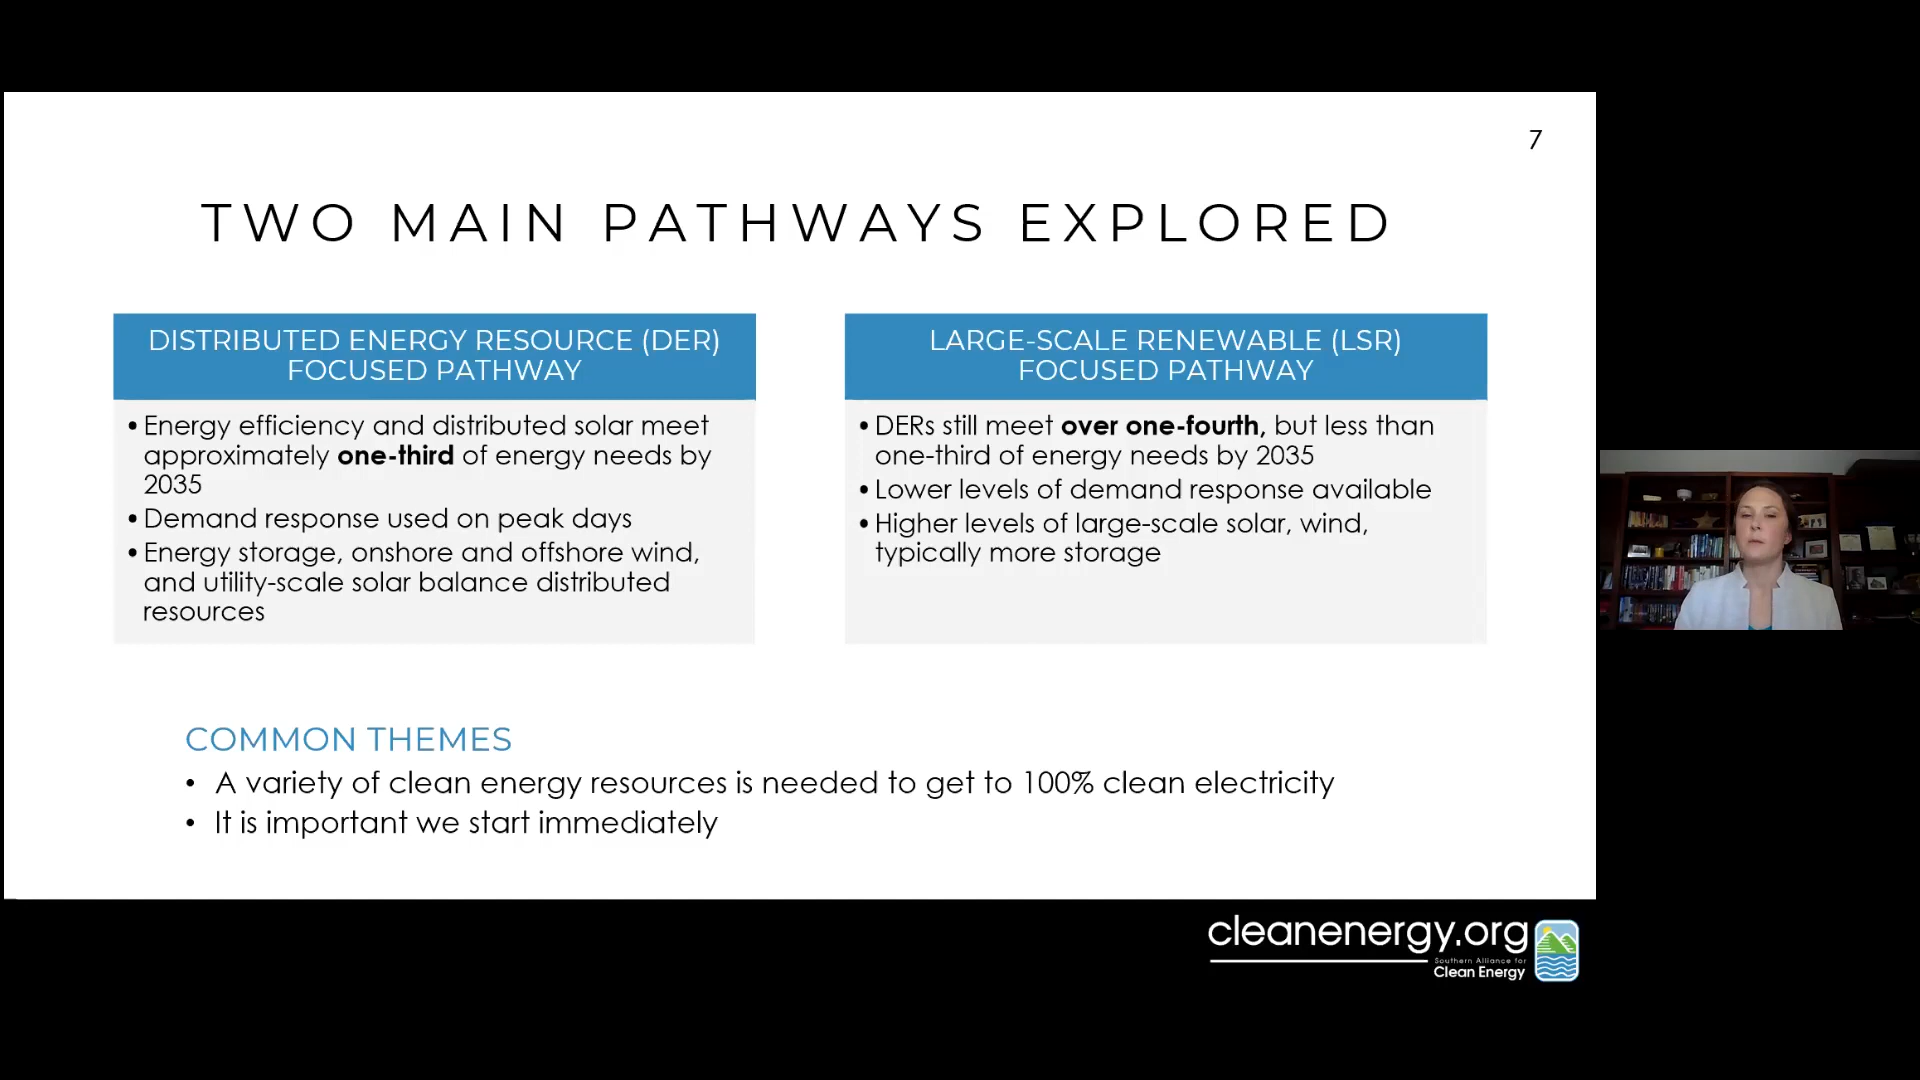 7
TWO MAIN PATHWAYS EXPLORED
DISTRIBUTED ENERGY RESOURCE (DER)
FOCUSED PATHWAY
• Energy efficiency and distributed solar meet
approximately one-third of energy needs by
2035
• Demand response used on peak days
• Energy storage, onshore and offshore wind,
and utility-scale solar balance distributed
resources
LARGE-SCALE RENEWABLE (LSR)
FOCUSED PATHWAY
• DERs still meet over one-fourth, but less than
one-third of energy needs by 2035
• Lower levels of demand response available
• Higher levels of large-scale solar, wind,
typically more storage
COMMON THEMES
• A variety of clean energy resources is needed to get to 100% clean electricity
• It is important we start immediately
cleanenergy.org
Southern Alliance for
Clean Energy